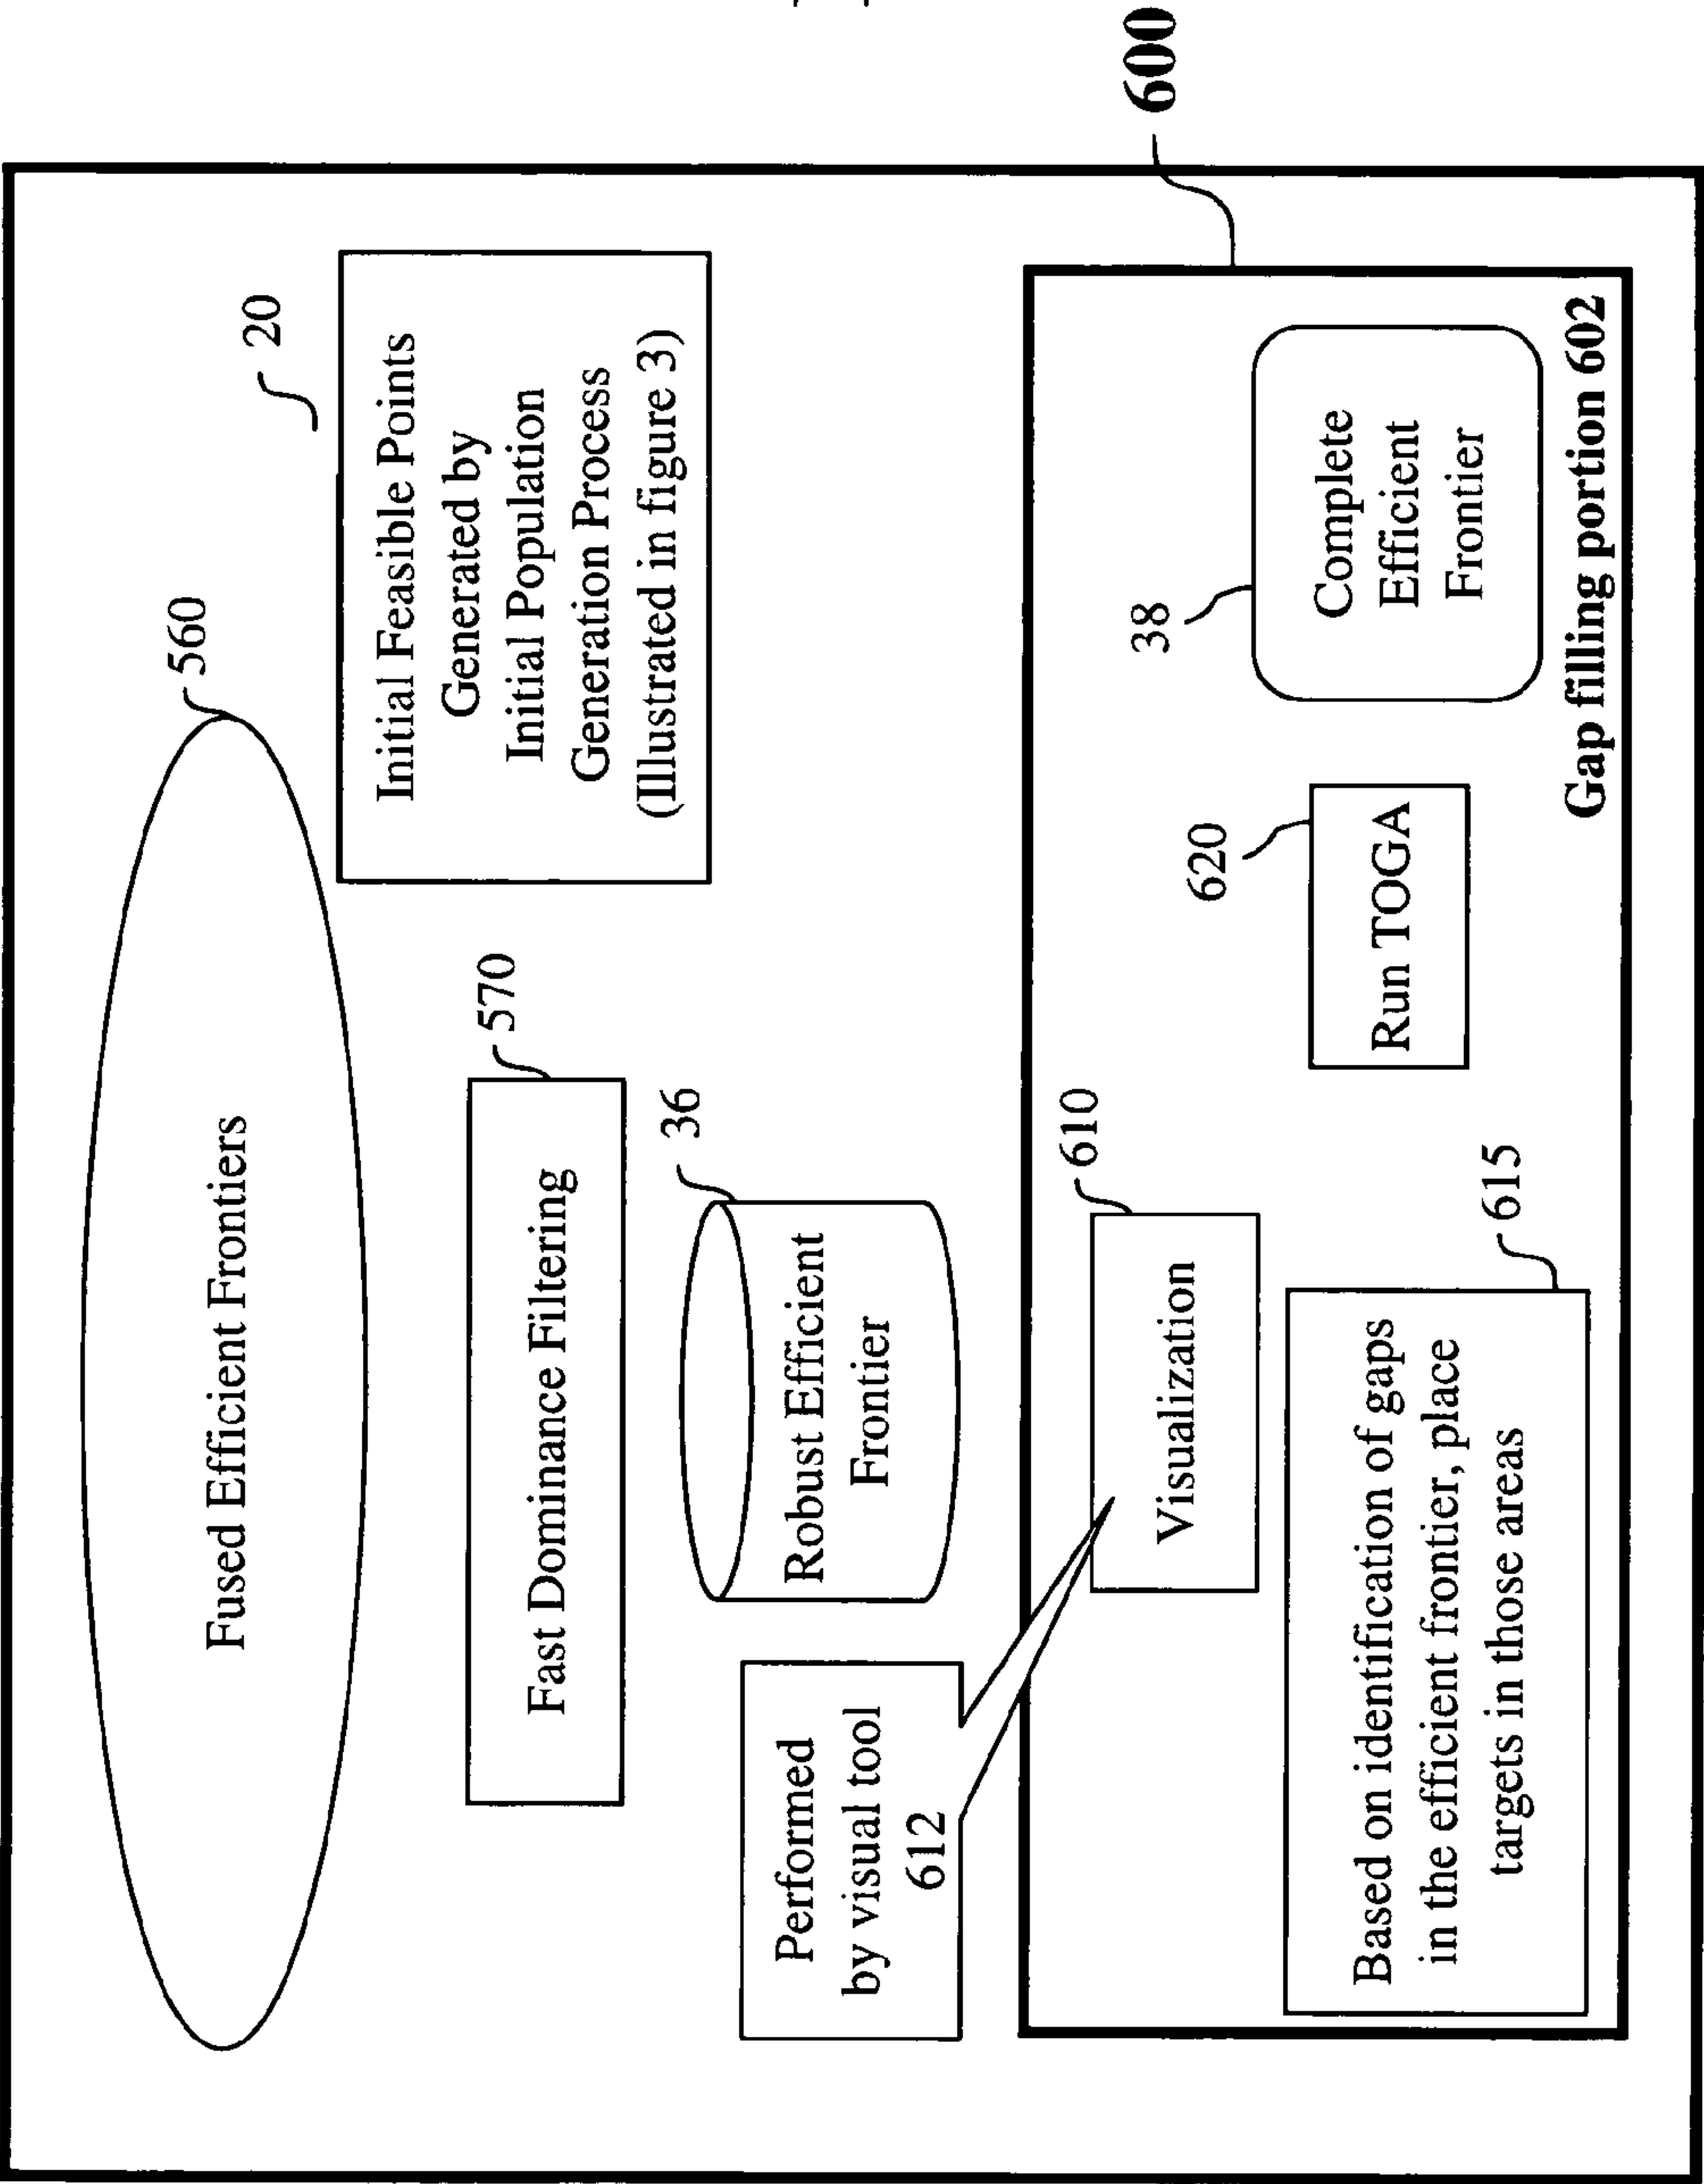 560
Fused Efficient Frontiers
20
Initial Feasible Points
Generated by
Initial Population
Generation Process
(Illustrated in figure 3)
570
Fast Dominance Filtering
36
Robust Efficient
Frontier
Performed
by visual tool
612
600
610
Visualization
615
Based on identification of gaps
in the efficient frontier, place
targets in those areas
620
Run TOGA
38
Complete
Efficient
Frontier
Gap filling portion 602